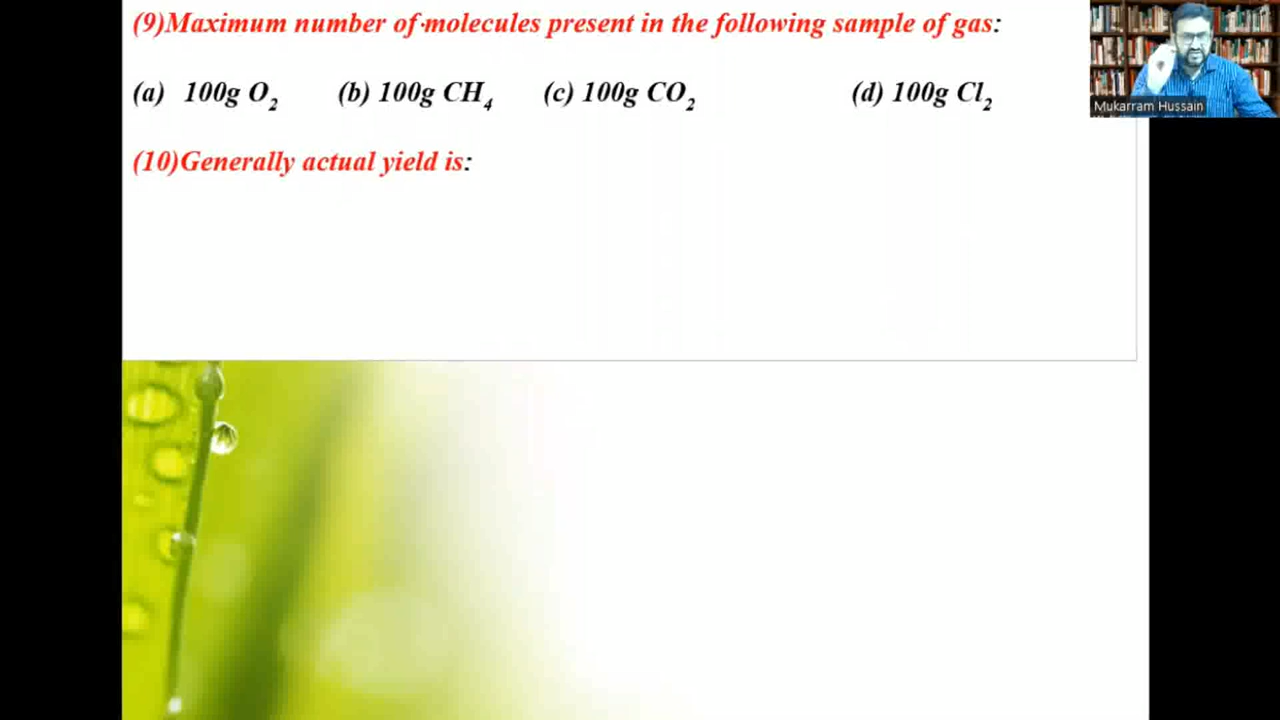 (9)Maximum number of molecules present in the following sample of gas:
(a) 100g O₂ (b) 100g CH₄ (c) 100g CO₂ (d) 100g Cl₂
(10)Generally actual yield is:
Mukarram Hussain